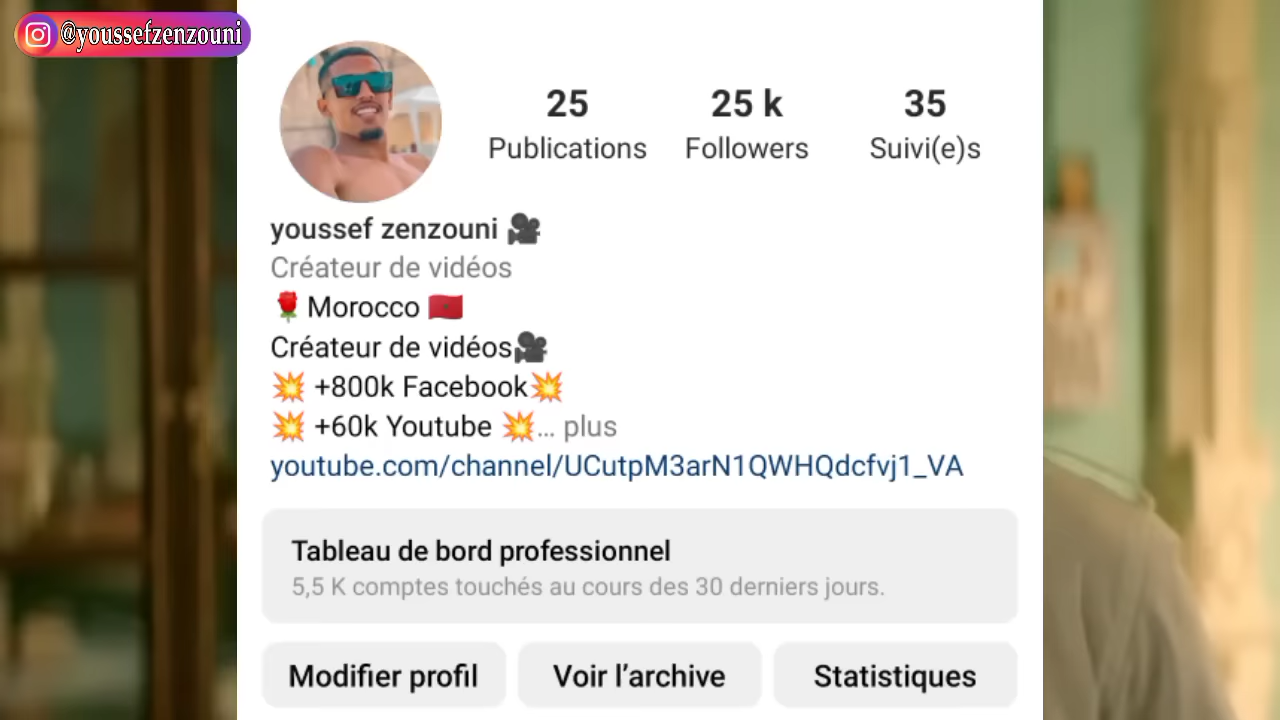 @youssefzenzouni
25 25 k 35
Publications Followers Suivi(e)s
youssef zenzouni 🎥
Créateur de vidéos
🌹Morocco 🇲🇦
Créateur de vidéos🎥
💥 +800k Facebook💥
💥 +60k Youtube 💥... plus
youtube.com/channel/UCutpM3arN1QWHQdcfvj1_VA
Tableau de bord professionnel
5,5 K comptes touchés au cours des 30 derniers jours.
Modifier profil Voir l’archive Statistiques